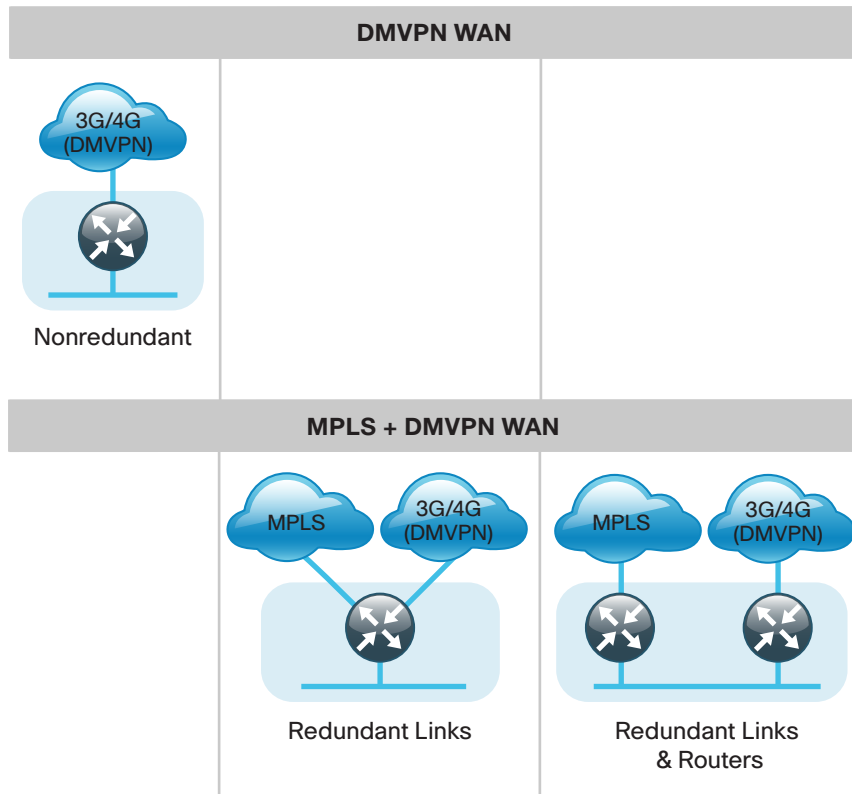 DMVPN WAN
3G/4G
(DMVPN)
Nonredundant
MPLS + DMVPN WAN
MPLS
3G/4G
(DMVPN)
Redundant Links
MPLS
3G/4G
(DMVPN)
Redundant Links
& Routers